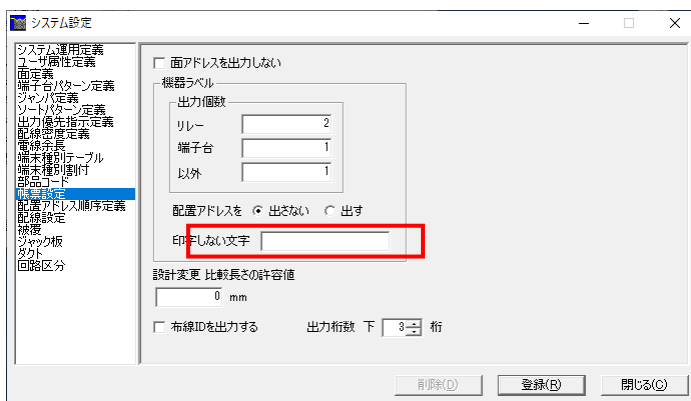 システム設定
システム運用定義
ユーザ属性定義
面定義
端子台パターン定義
ジャンパ定義
ソートパターン定義
出力優先指示定義
配線密度定義
電線余長
端末種別テーブル
端末種別割付
部品コード
帳票設定
配置アドレス順序定義
配線設定
被覆
ジャック板
ダクト
回路区分
面アドレスを出力しない
機器ラベル
出力個数
リレー 2
端子台 1
以外 1
配置アドレスを 出さない 出す
印字しない文字
設計変更 比較長さの許容値
0 mm
布線IDを出力する 出力桁数 下 3 桁
削除(D) 登録(R) 閉じる(C)